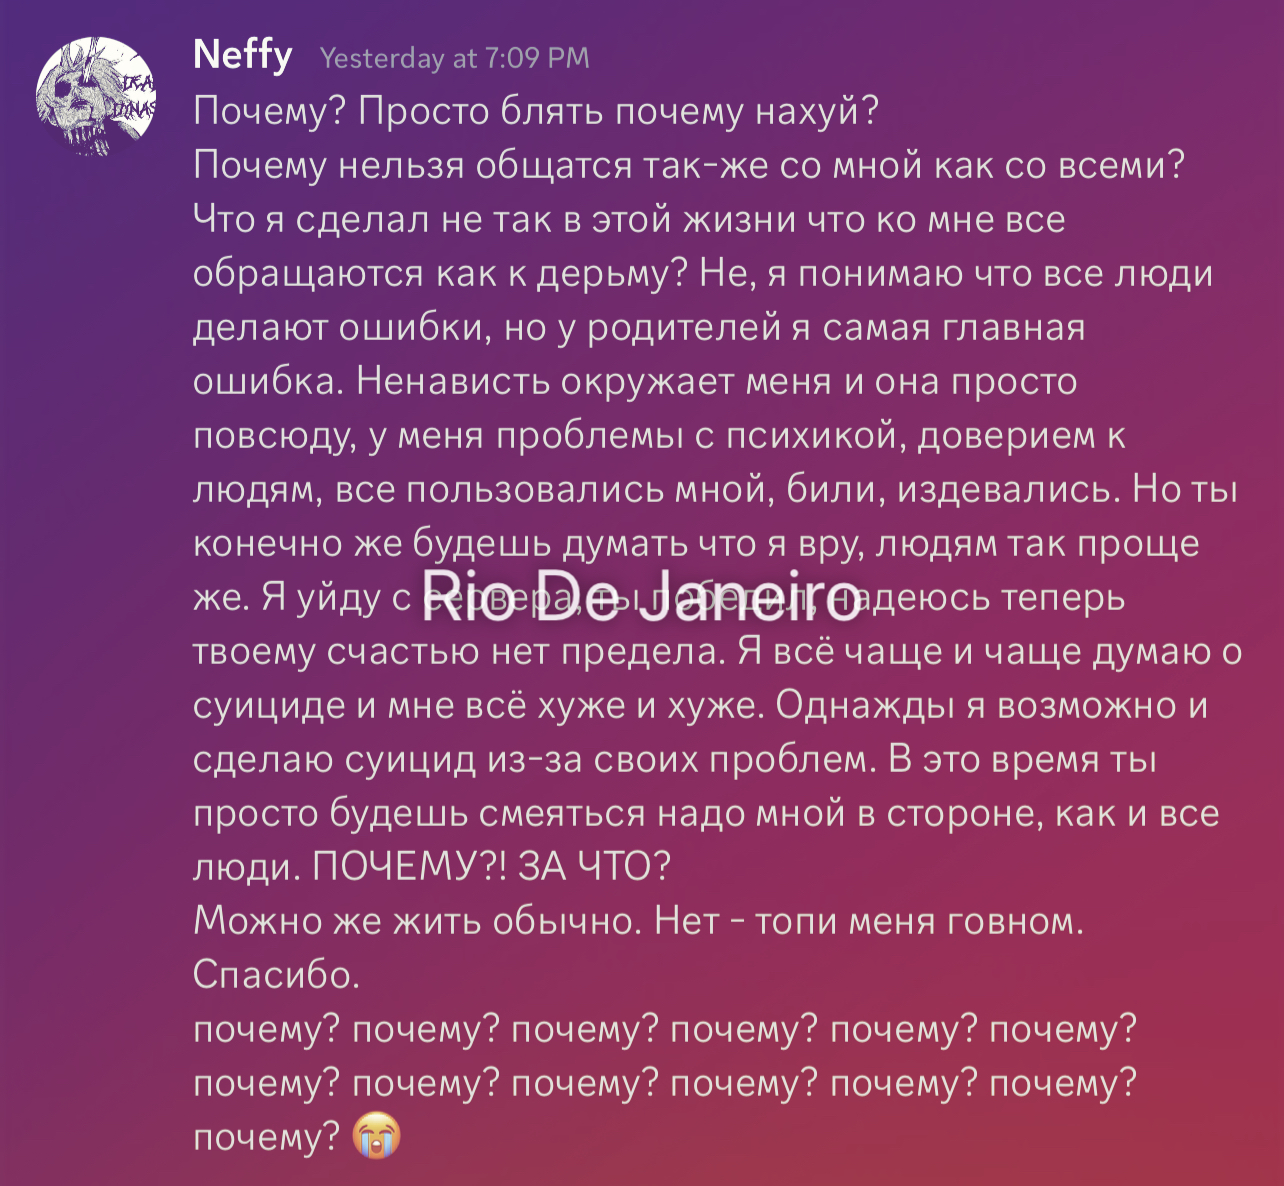 Neffy Yesterday at 7:09 PM
Почему? Просто блять почему нахуй?
Почему нельзя общатся так-же со мной как со всеми?
Что я сделал не так в этой жизни что ко мне все
обращаются как к дерьму? Не, я понимаю что все люди
делают ошибки, но у родителей я самая главная
ошибка. Ненависть окружает меня и она просто
повсюду, у меня проблемы с психикой, доверием к
людям, все пользовались мной, били, издевались. Но ты
конечно же будешь думать что я вру, людям так проще
же. Я уйду с сервера, ты победил, надеюсь теперь
Rio De Janeiro
твоему счастью нет предела. Я всё чаще и чаще думаю о
суициде и мне всё хуже и хуже. Однажды я возможно и
сделаю суицид из-за своих проблем. В это время ты
просто будешь смеяться надо мной в стороне, как и все
люди. ПОЧЕМУ?! ЗА ЧТО?
Можно же жить обычно. Нет - топи меня говном.
Спасибо.
почему? почему? почему? почему? почему? почему?
почему? почему? почему? почему? почему? почему?
почему? 😭